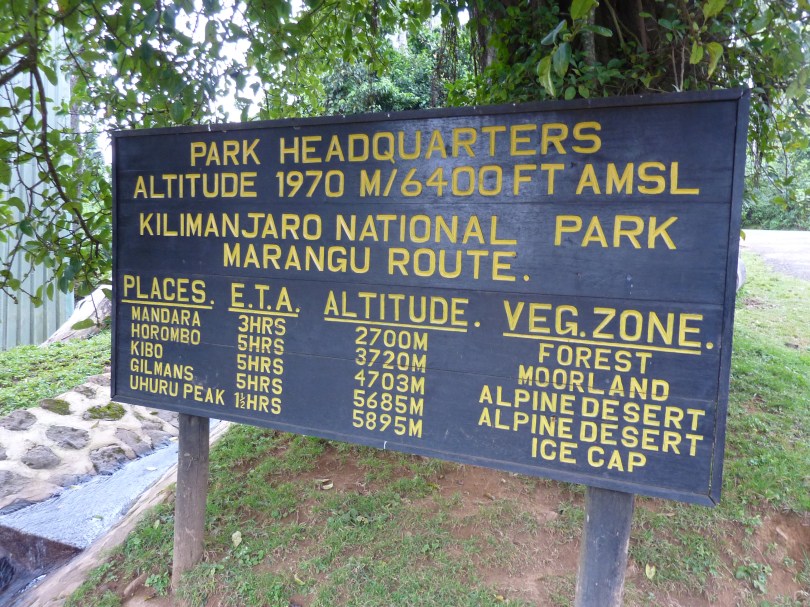 PARK HEADQUARTERS
ALTITUDE 1970 M/6400 FT AMSL
KILIMANJARO NATIONAL PARK
MARANGU ROUTE.
PLACES. E.T.A. ALTITUDE. VEG. ZONE.
MANDARA 3HRS 2700M FOREST
HOROMBO 5HRS 3720M MOORLAND
KIBO 5HRS 4703M ALPINE DESERT
GILMANS 5HRS 5685M ALPINE DESERT
UHURU PEAK 1½HRS 5895M ICE CAP